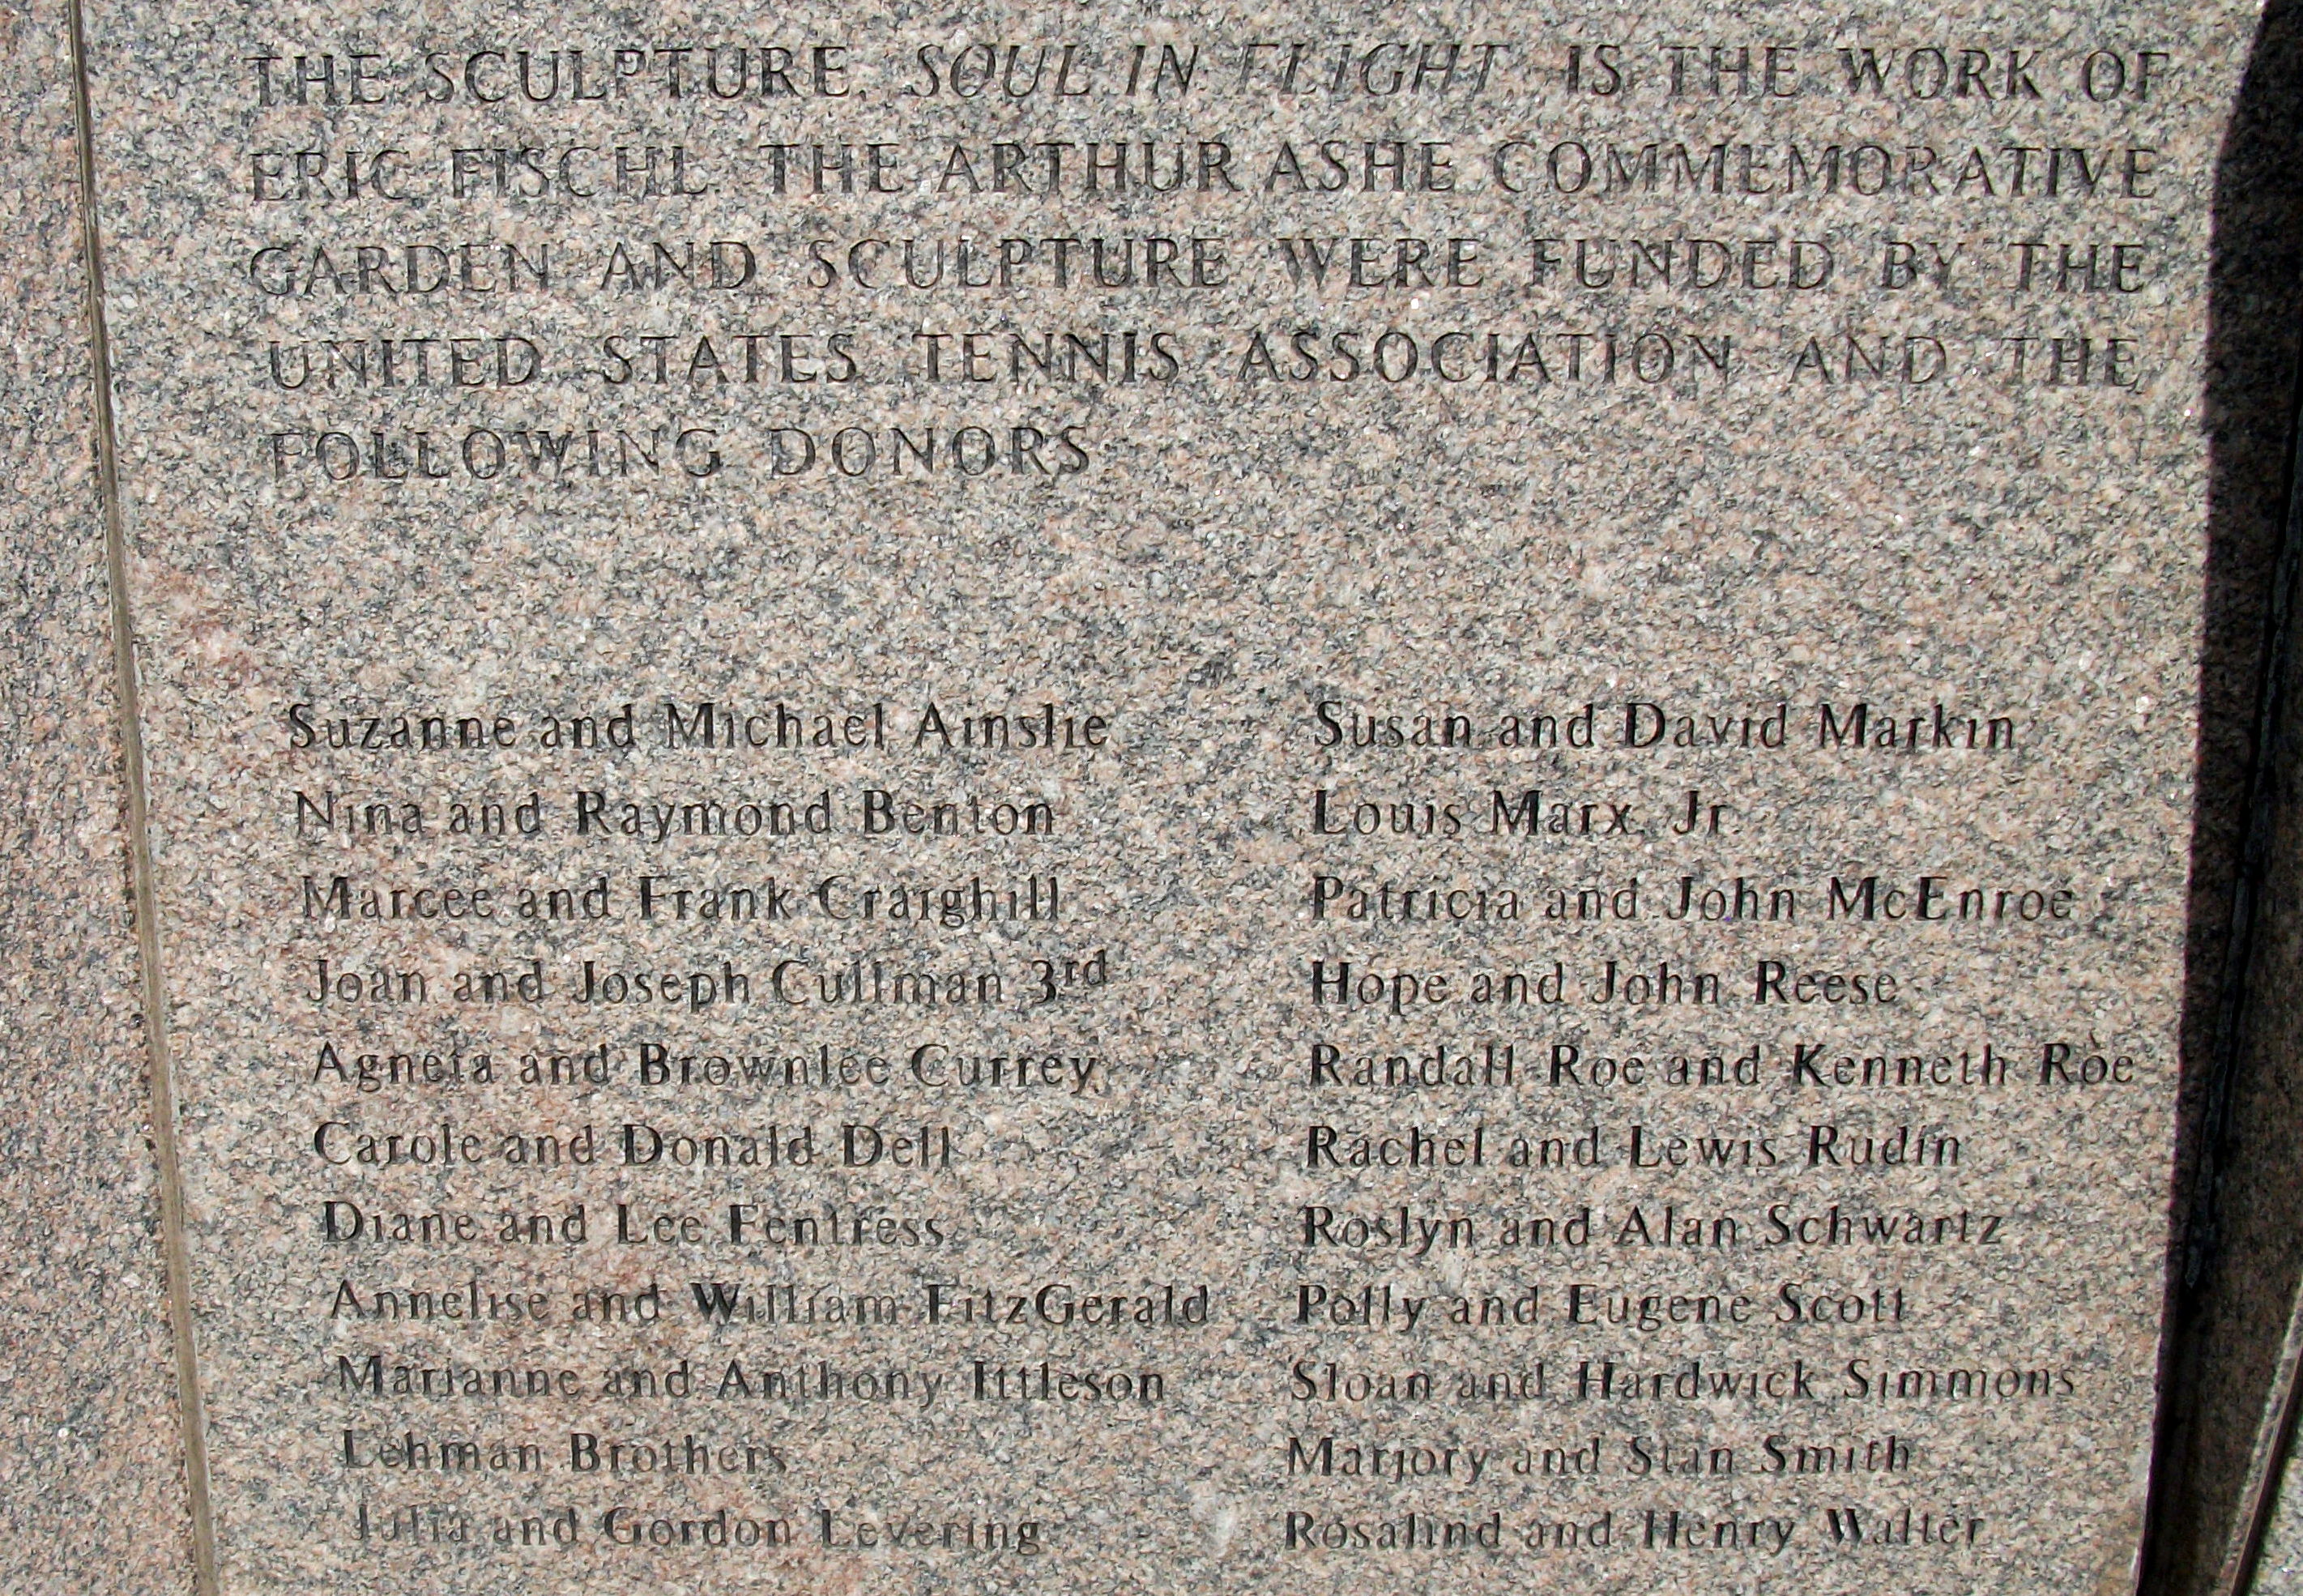 THE SCULPTURE, SOUL IN FLIGHT, IS THE WORK OF
ERIC FISCHL. THE ARTHUR ASHE COMMEMORATIVE
GARDEN AND SCULPTURE WERE FUNDED BY THE
UNITED STATES TENNIS ASSOCIATION AND THE
FOLLOWING DONORS:
Suzanne and Michael Ainslie
Nina and Raymond Benton
Marcee and Frank Craighill
Joan and Joseph Cullman 3rd
Agneta and Brownlee Currey
Carole and Donald Dell
Diane and Lee Fentress
Annelise and William FitzGerald
Marianne and Anthony Ittleson
Lehman Brothers
Julia and Gordon Levering
Susan and David Markin
Louis Marx, Jr.
Patricia and John McEnroe
Hope and John Reese
Randall Roe and Kenneth Roe
Rachel and Lewis Rudin
Roslyn and Alan Schwartz
Polly and Eugene Scott
Sloan and Hardwick Simmons
Marjory and Stan Smith
Rosalind and Henry Walter